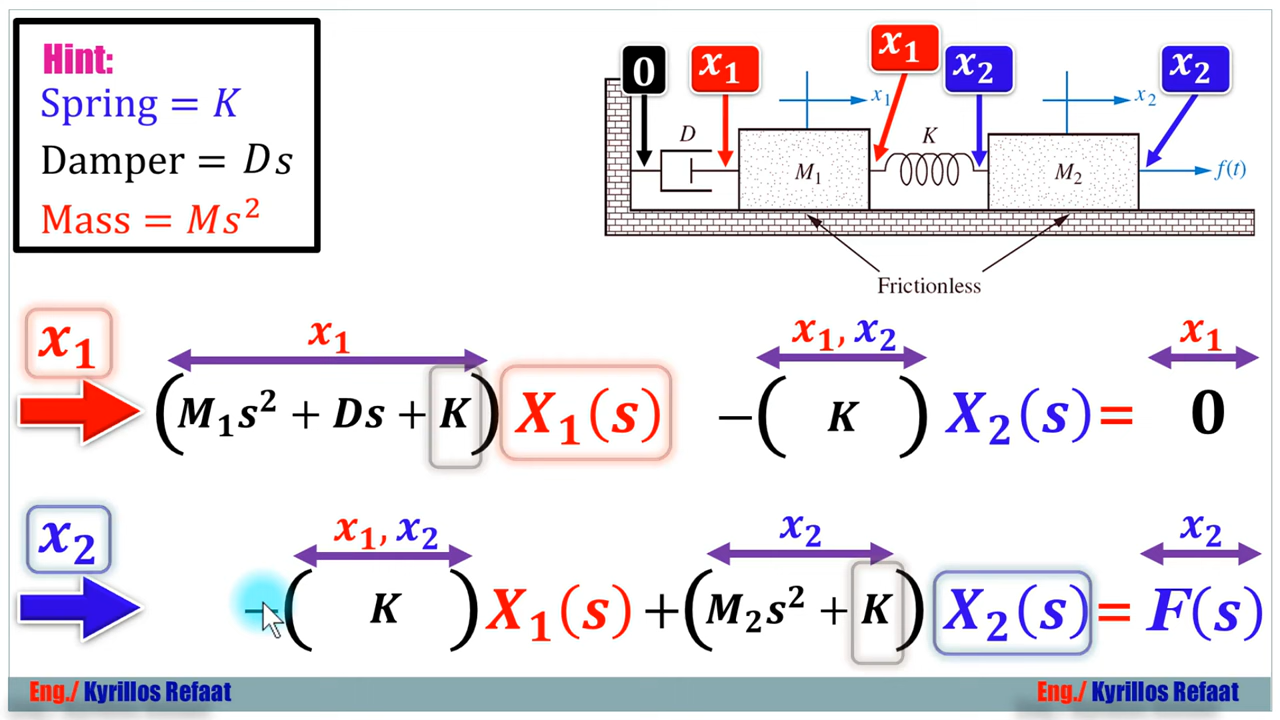 Hint:
Spring = K
Damper = Ds
Mass = Ms²
0
x₁
x₁
x₂
x₂
x₁
x₂
D
K
M₁
M₂
f(t)
Frictionless
x₁
x₁
x₁, x₂
x₁
(M₁s² + Ds + K) X₁(s) −( K ) X₂(s) = 0
x₂
x₁, x₂
x₂
x₂
−( K ) X₁(s) + (M₂s² + K) X₂(s) = F(s)
Eng./ Kyrillos Refaat
Eng./ Kyrillos Refaat